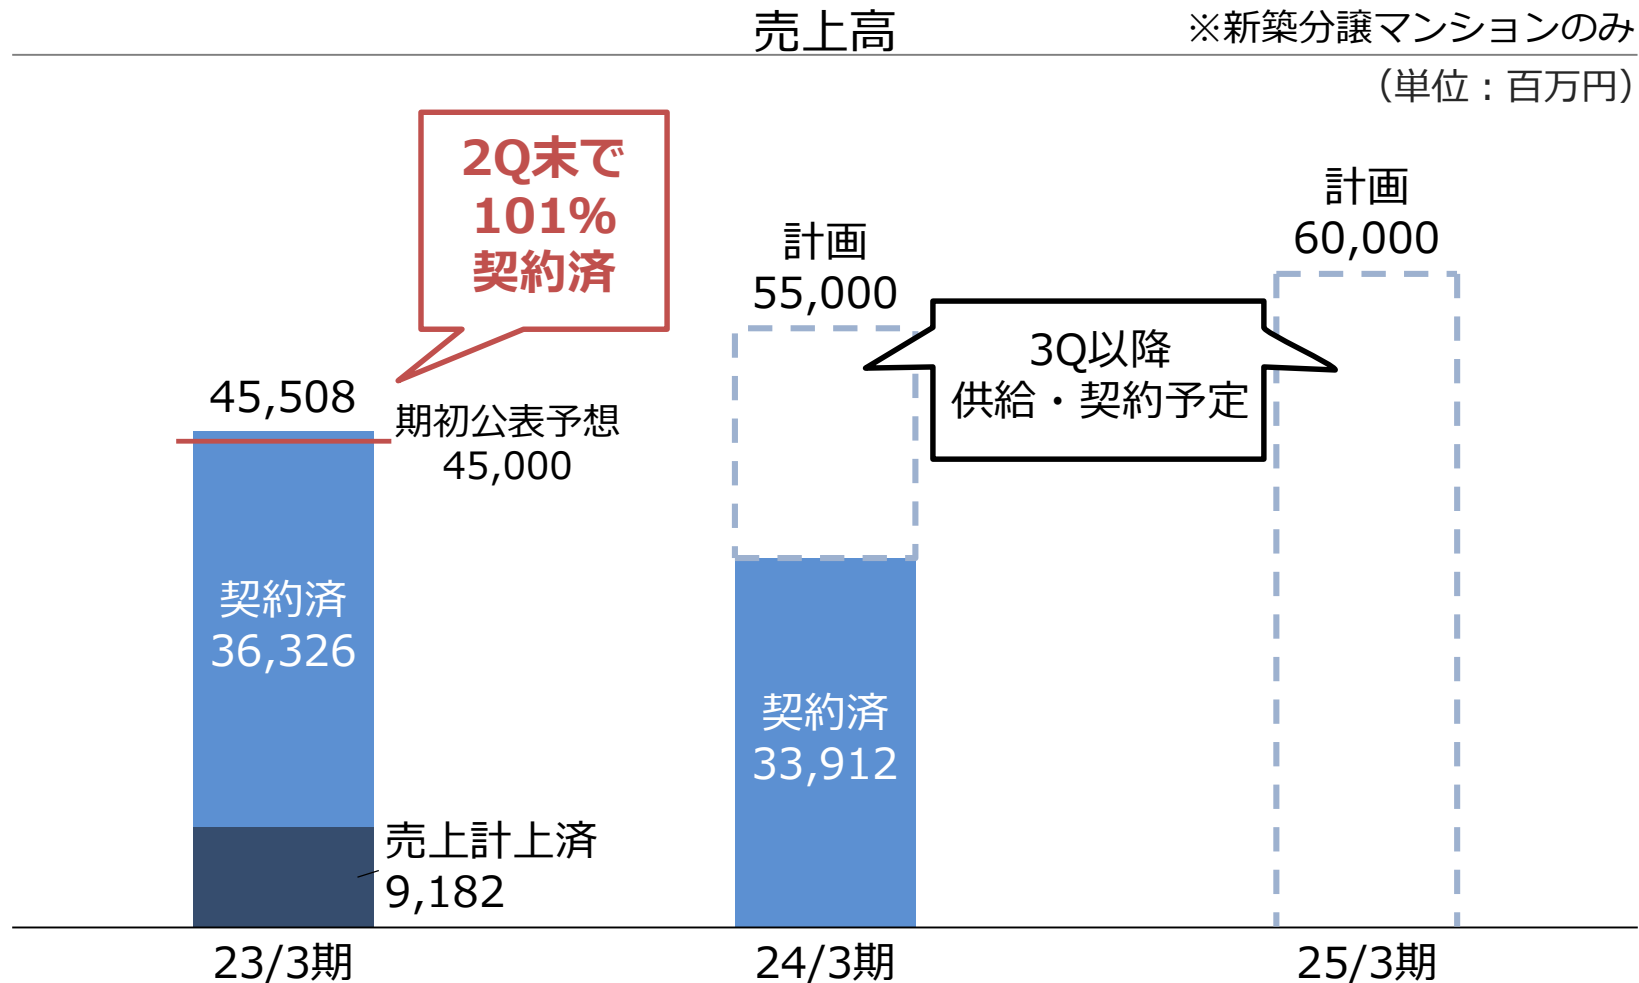 売上高
※新築分譲マンションのみ
（単位：百万円）
2Q末で
101%
契約済
45,508
期初公表予想
45,000
契約済
36,326
売上計上済
9,182
23/3期
計画
55,000
3Q以降
供給・契約予定
契約済
33,912
24/3期
計画
60,000
25/3期